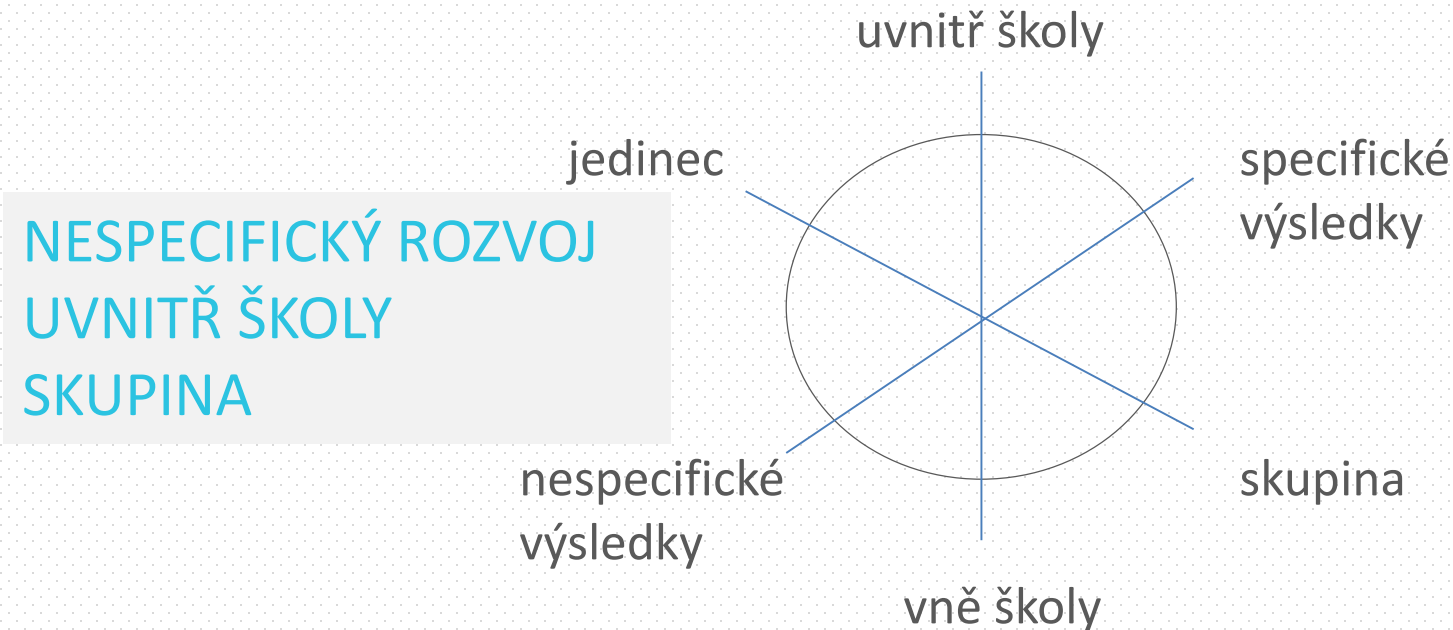 uvnitř školy
jedinec
specifické
výsledky
NESPECIFICKÝ ROZVOJ
UVNITŘ ŠKOLY
SKUPINA
nespecifické
výsledky
skupina
vně školy